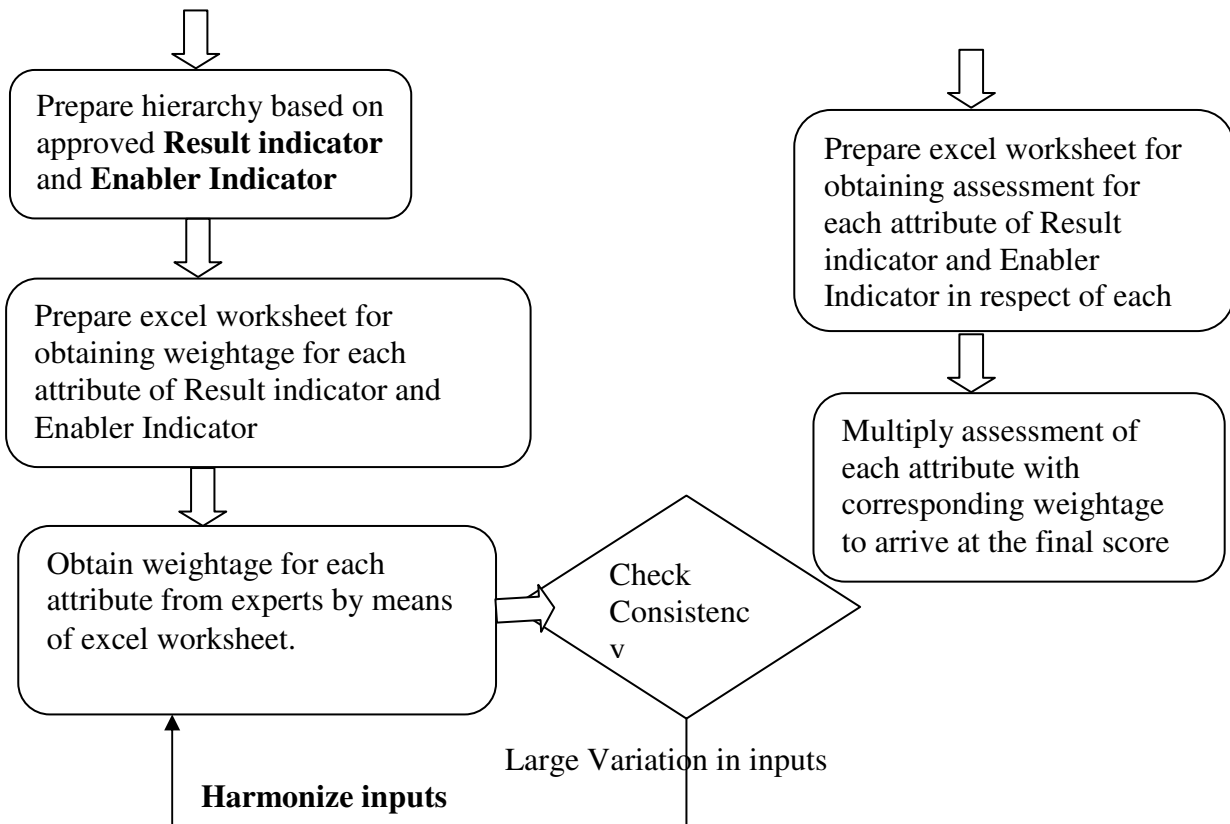 Prepare hierarchy based on
approved Result indicator
and Enabler Indicator
Prepare excel worksheet for
obtaining weightage for each
attribute of Result indicator and
Enabler Indicator
Obtain weightage for each
attribute from experts by means
of excel worksheet.
Check
Consistenc
y
Large Variation in inputs
Harmonize inputs
Prepare excel worksheet for
obtaining assessment for
each attribute of Result
indicator and Enabler
Indicator in respect of each
Multiply assessment of
each attribute with
corresponding weightage
to arrive at the final score